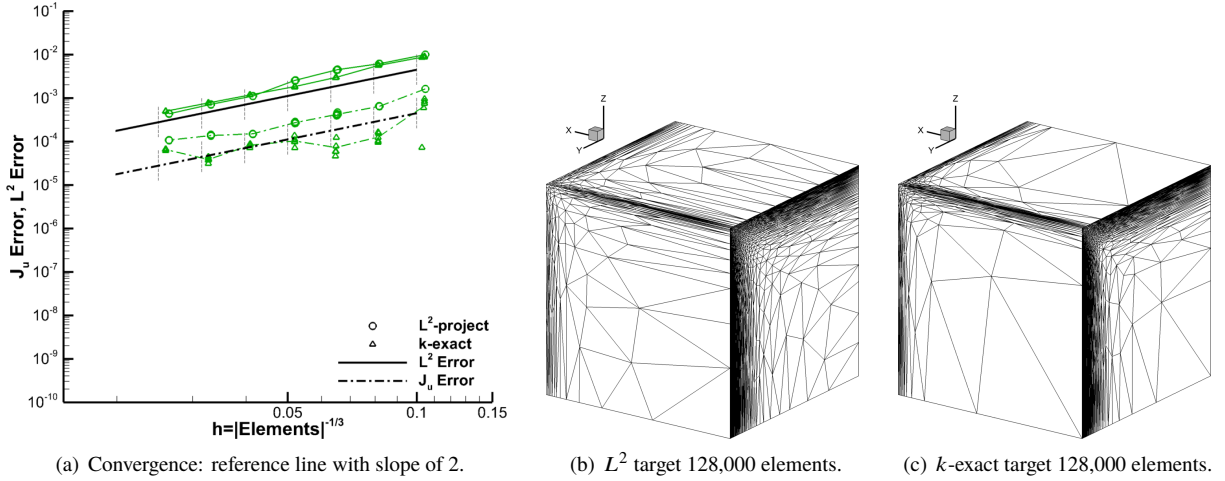 10⁻¹
10⁻²
10⁻³
10⁻⁴
10⁻⁵
10⁻⁶
10⁻⁷
10⁻⁸
10⁻⁹
10⁻¹⁰
Jᵤ Error, L² Error
L²-project
k-exact
L² Error
Jᵤ Error
0.05
0.1
0.15
h=|Elements|⁻¹/³
Z
X
Y
Z
X
Y
(a) Convergence: reference line with slope of 2.
(b) L² target 128,000 elements.
(c) k-exact target 128,000 elements.